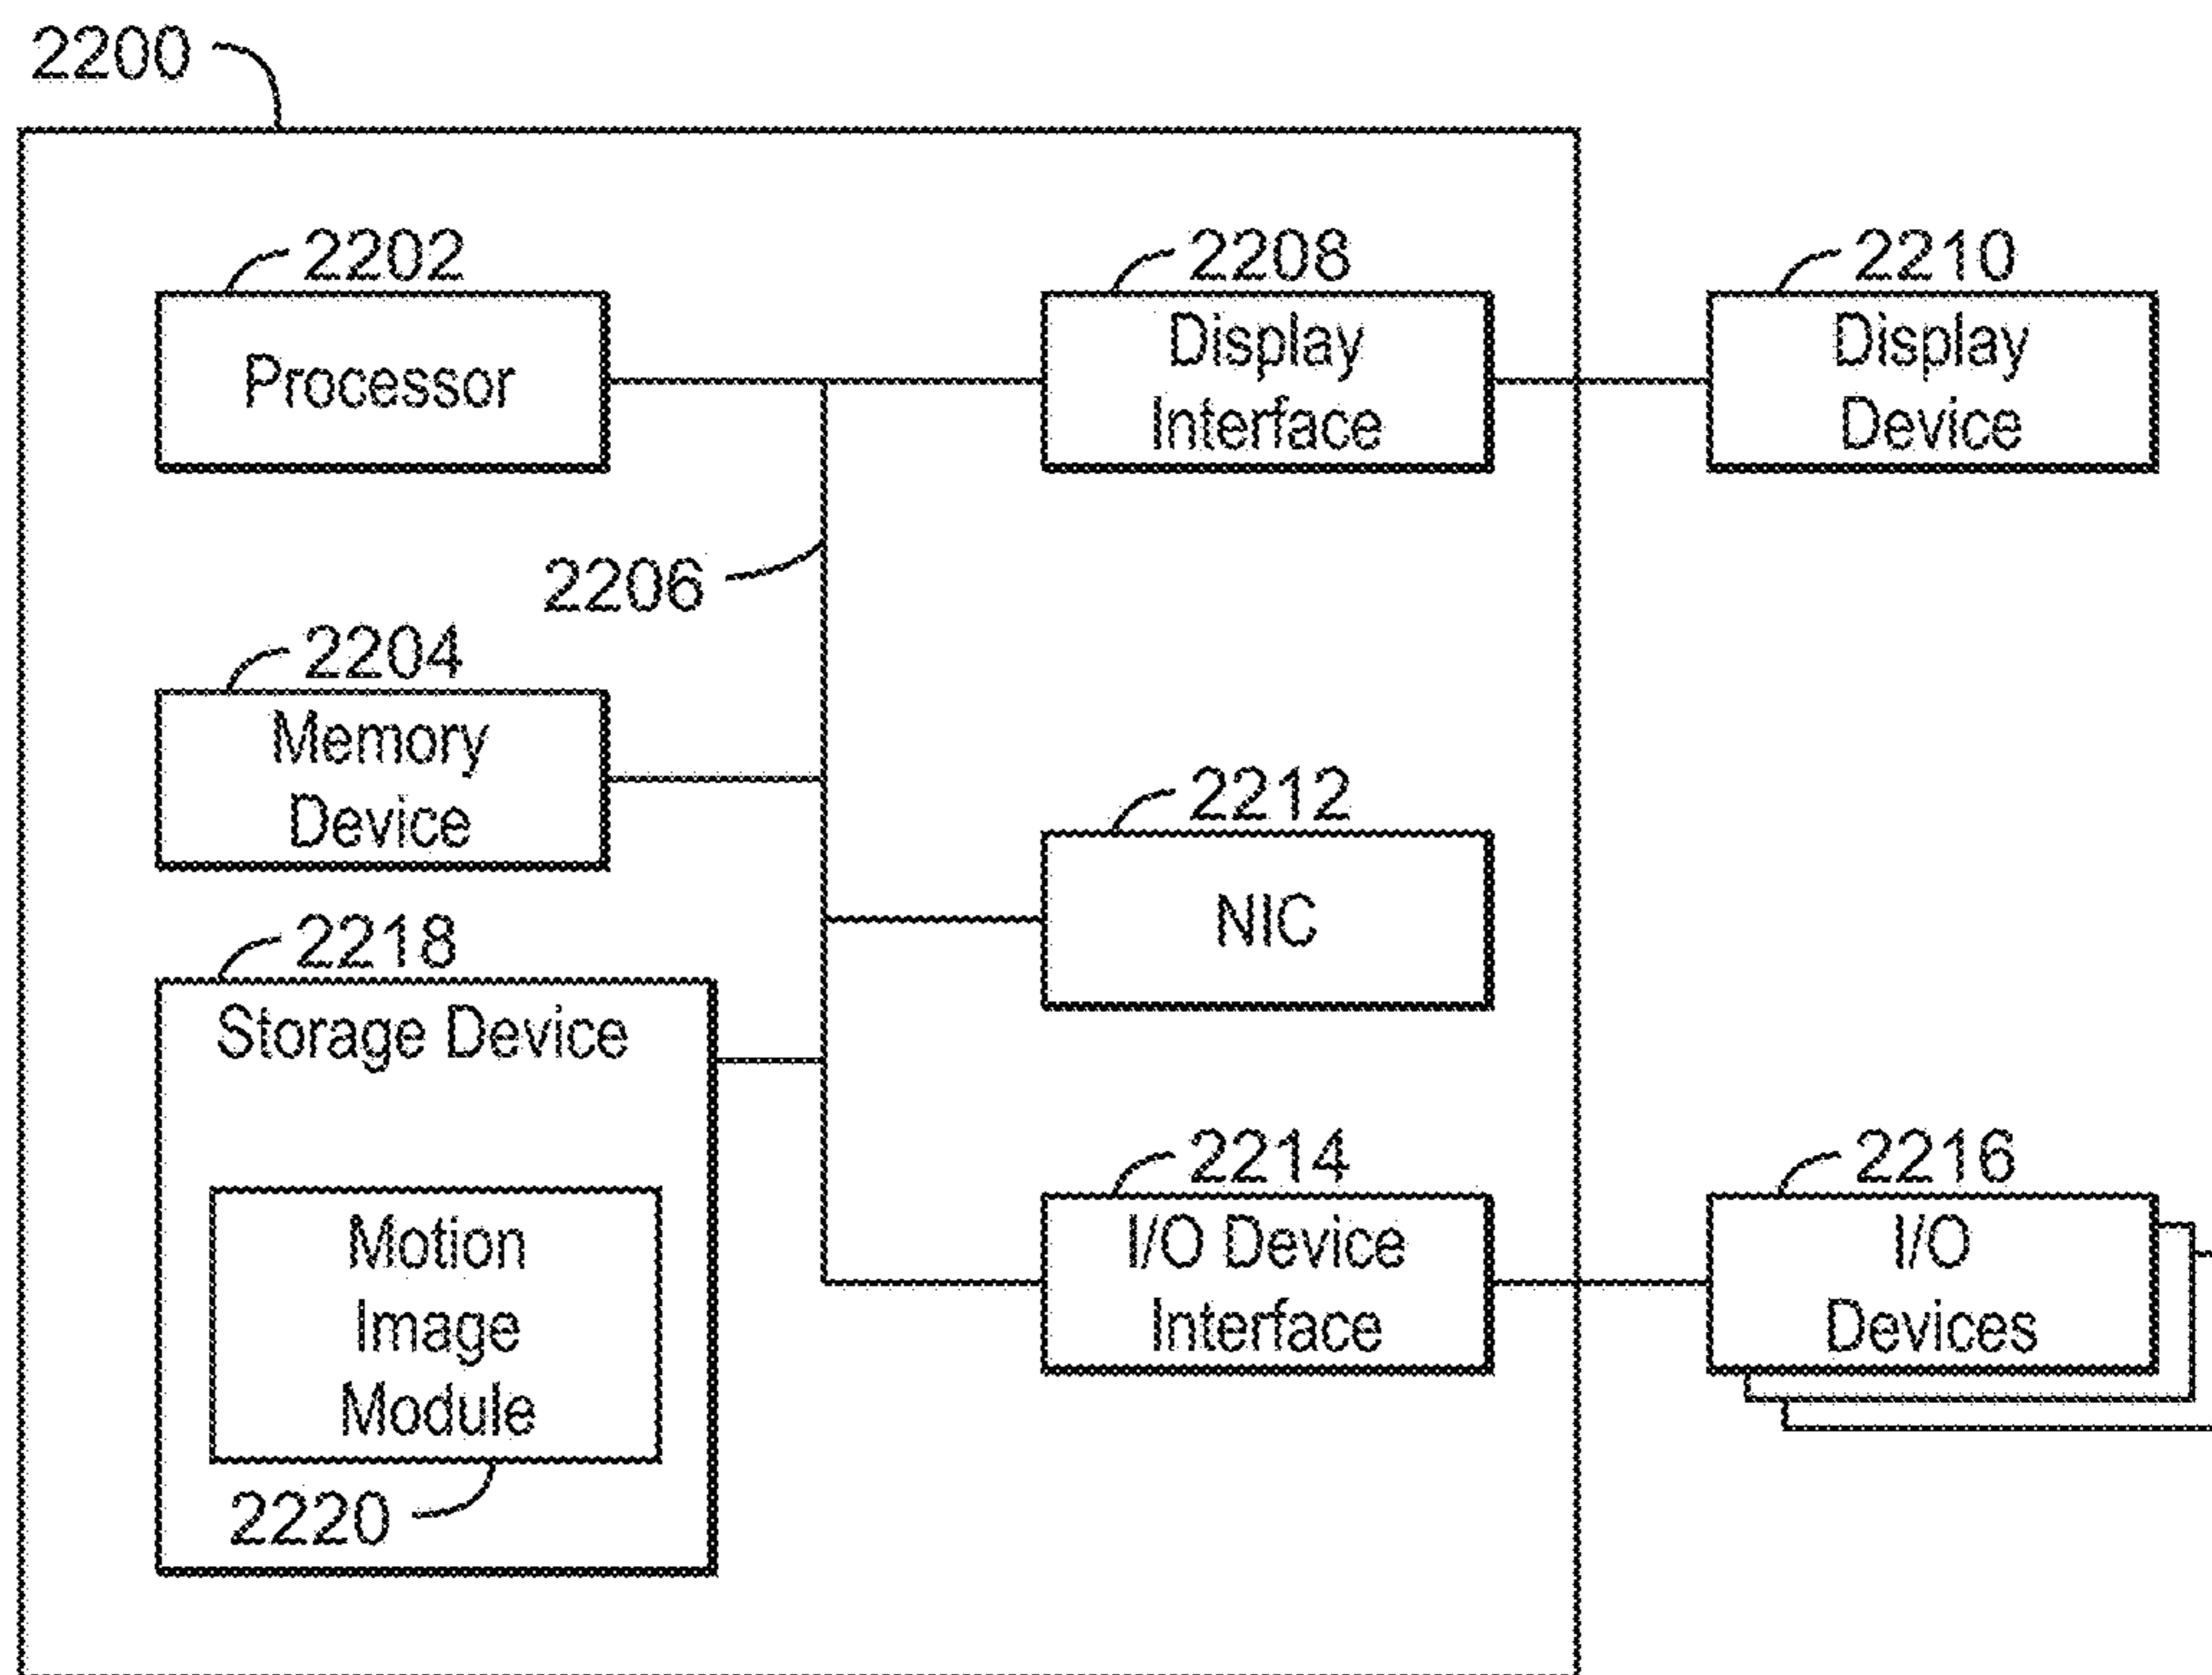 2200
2202
Processor
2208
Display
Interface
2210
Display
Device
2206
2204
Memory
Device
2212
NIC
2218
Storage Device
Motion
Image
Module
2220
2214
I/O Device
Interface
2216
I/O
Devices